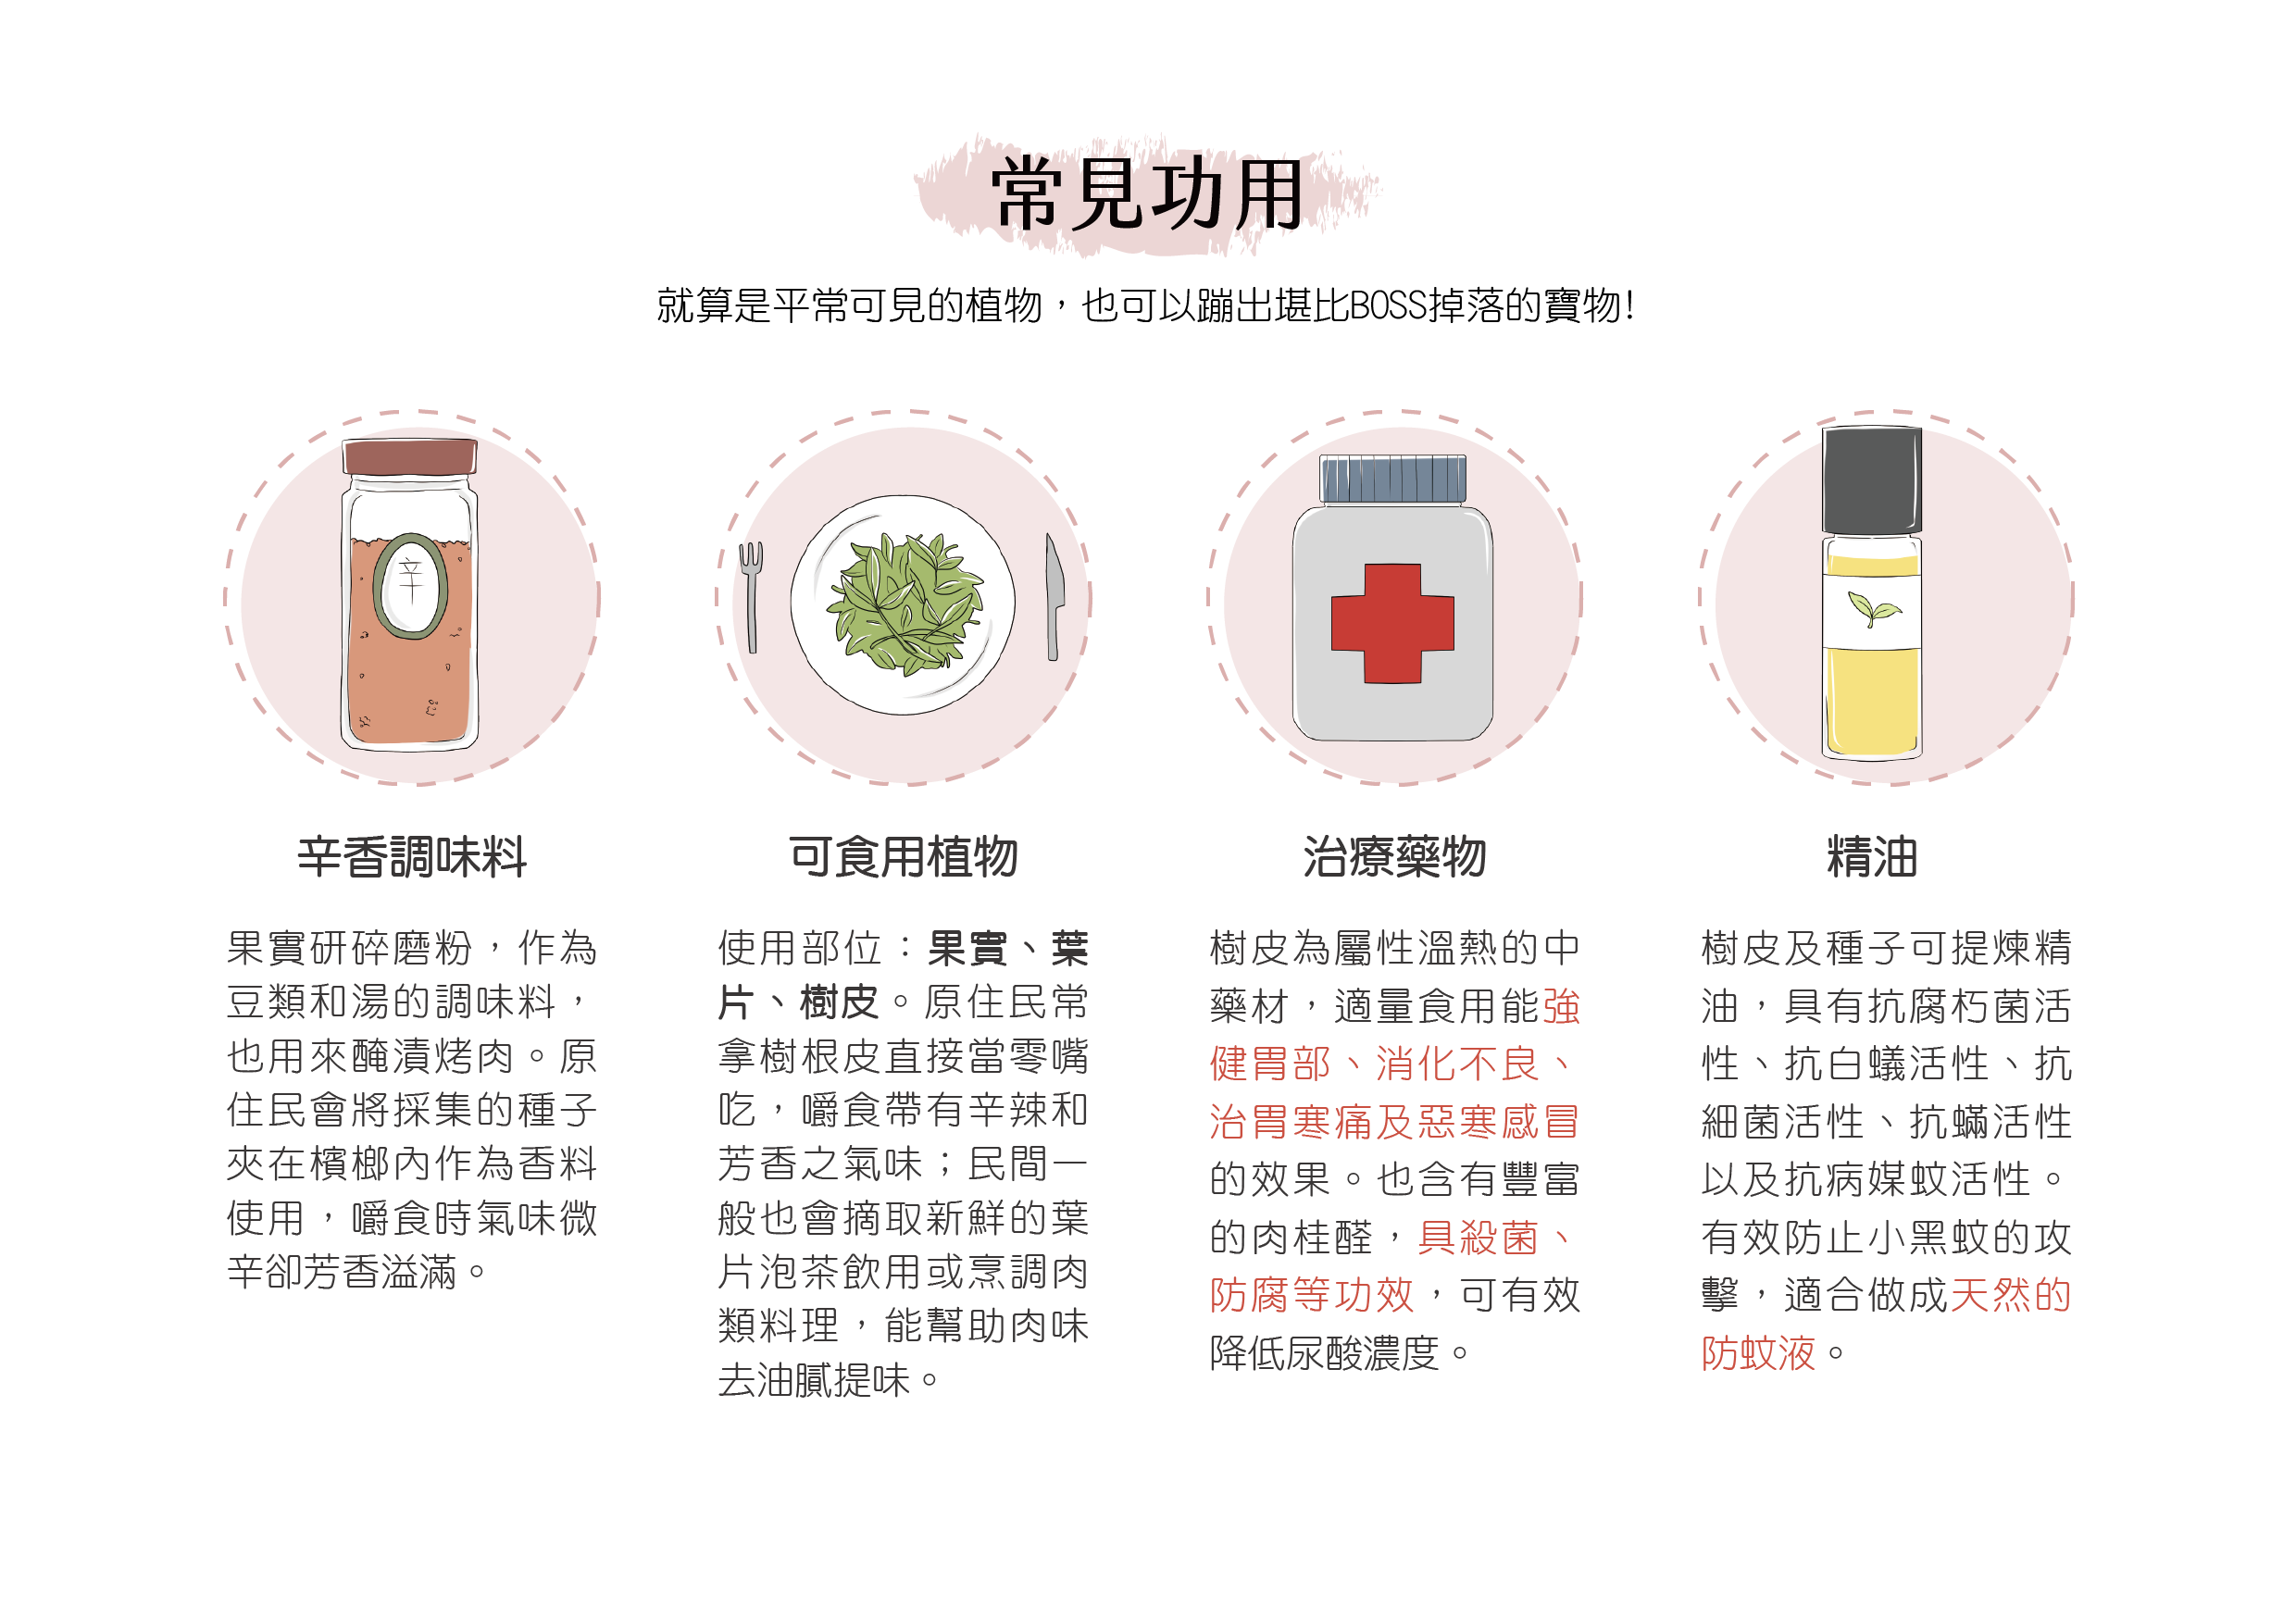 常見功用
就算是平常可見的植物，也可以蹦出堪比BOSS掉落的寶物!
辛
辛香調味料
果實研碎磨粉，作為
豆類和湯的調味料，
也用來醃漬烤肉。原
住民會將採集的種子
夾在檳榔內作為香料
使用，嚼食時氣味微
辛卻芳香溢滿。
可食用植物
使用部位：果實、葉
片、樹皮。原住民常
拿樹根皮直接當零嘴
吃，嚼食帶有辛辣和
芳香之氣味；民間一
般也會摘取新鮮的葉
片泡茶飲用或烹調肉
類料理，能幫助肉味
去油膩提味。
治療藥物
樹皮為屬性溫熱的中
藥材，適量食用能強
健胃部、消化不良、
治胃寒痛及惡寒感冒
的效果。也含有豐富
的肉桂醛，具殺菌、
防腐等功效，可有效
降低尿酸濃度。
精油
樹皮及種子可提煉精
油，具有抗腐朽菌活
性、抗白蟻活性、抗
細菌活性、抗蟎活性
以及抗病媒蚊活性。
有效防止小黑蚊的攻
擊，適合做成天然的
防蚊液。